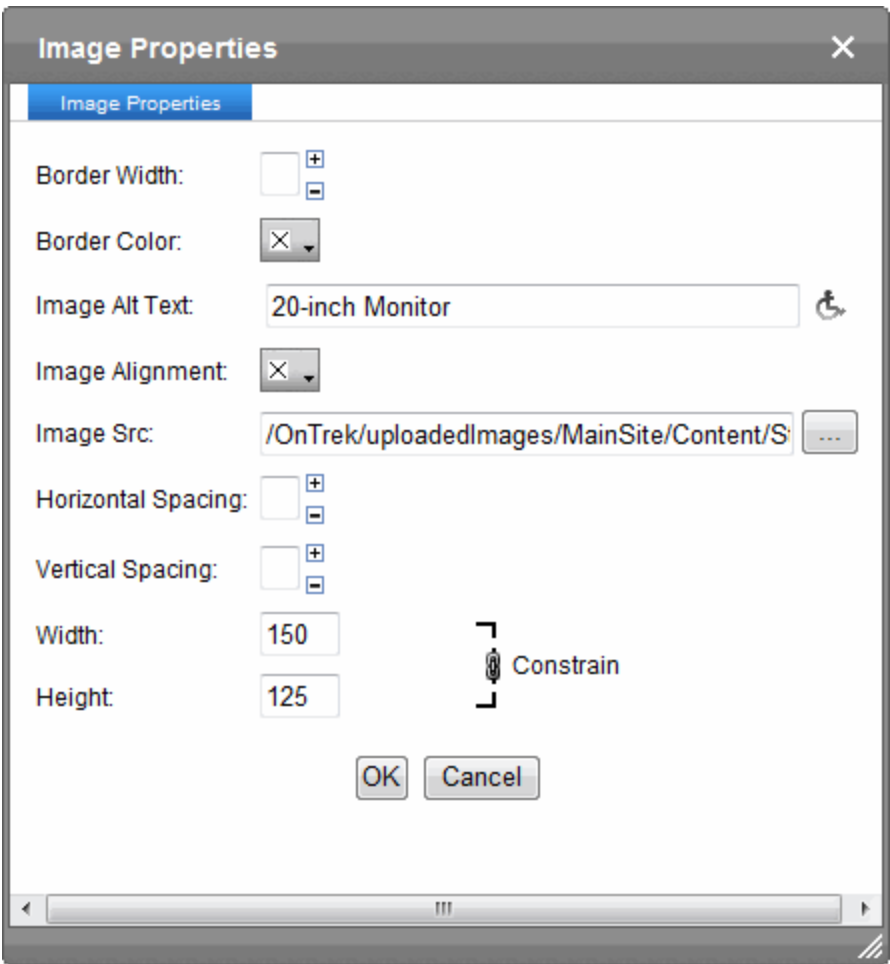 Image Properties
Image Properties
Border Width:
Border Color:
Image Alt Text: 20-inch Monitor
Image Alignment:
Image Src: /OnTrek/uploadedImages/MainSite/Content/S
...
Horizontal Spacing:
Vertical Spacing:
Width: 150
Constrain
Height: 125
OK Cancel